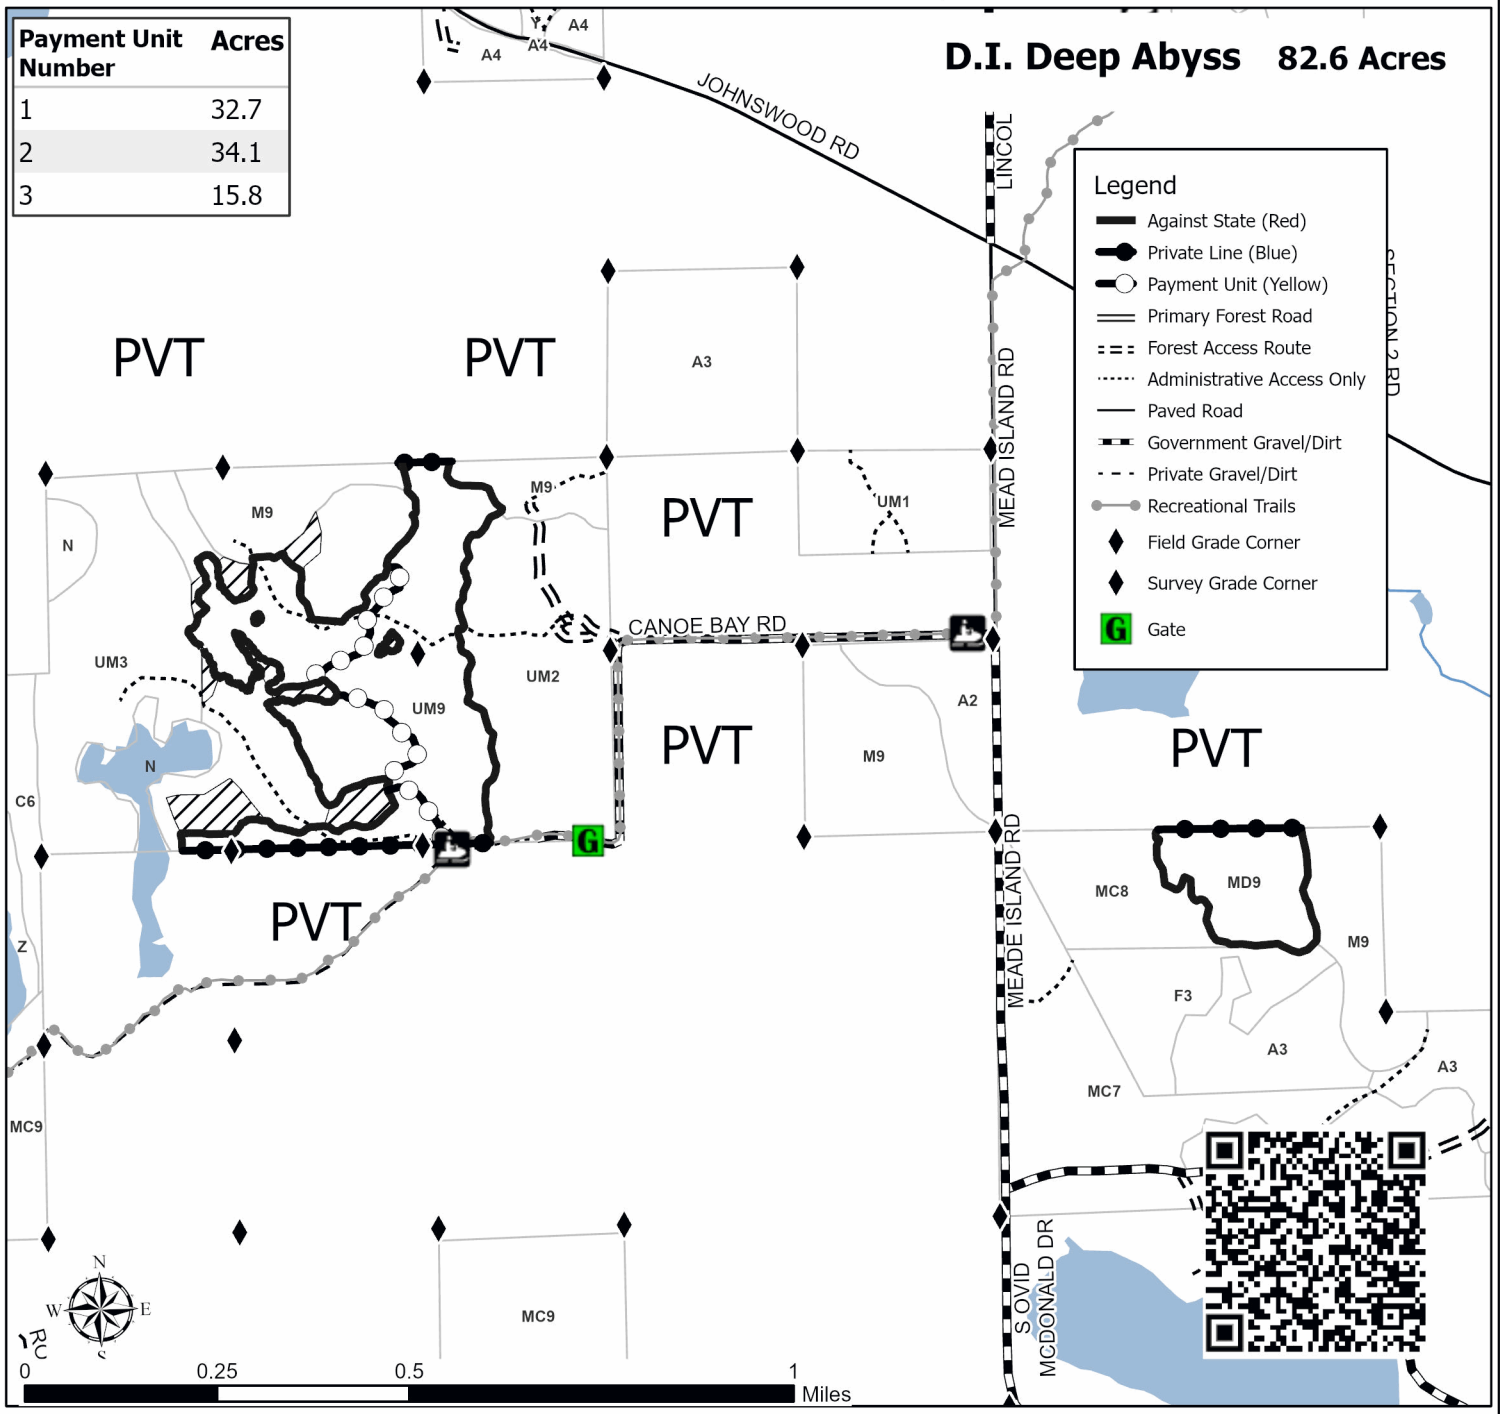 Payment Unit Number Acres
1 32.7
2 34.1
3 15.8
D.I. Deep Abyss 82.6 Acres
Y
A4
A4
A4
JOHNSWOOD RD
LINCOL
Legend
Against State (Red)
Private Line (Blue)
Payment Unit (Yellow)
Primary Forest Road
Forest Access Route
Administrative Access Only
Paved Road
Government Gravel/Dirt
Private Gravel/Dirt
Recreational Trails
Field Grade Corner
Survey Grade Corner
G Gate
SECTION 2 RD
PVT
PVT
A3
MEAD ISLAND RD
M9
M9
PVT
UM1
N
CANOE BAY RD
UM3
UM2
UM9
A2
PVT
PVT
M9
N
C6
G
MEADE ISLAND RD
MC8
MD9
M9
PVT
Z
F3
A3
A3
MC7
MC9
MC9
S OVID
MCDONALD DR
N
W E
S
RC
0 0.25 0.5 1
Miles